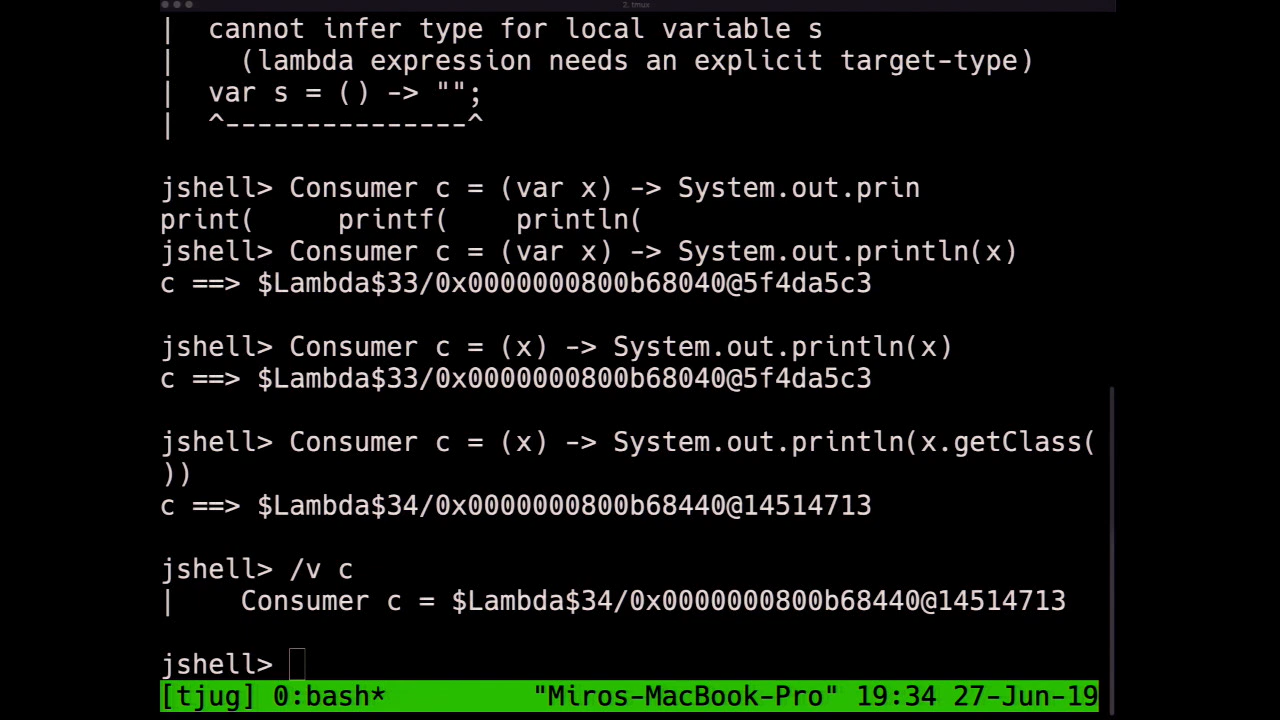 2. tmux
|  cannot infer type for local variable s
|    (lambda expression needs an explicit target-type)
|  var s = () -> "";
|  ^---------------^
jshell> Consumer c = (var x) -> System.out.prin
print(     printf(    println(
jshell> Consumer c = (var x) -> System.out.println(x)
c ==> $Lambda$33/0x0000000800b68040@5f4da5c3
jshell> Consumer c = (x) -> System.out.println(x)
c ==> $Lambda$33/0x0000000800b68040@5f4da5c3
jshell> Consumer c = (x) -> System.out.println(x.getClass(
))
c ==> $Lambda$34/0x0000000800b68440@14514713
jshell> /v c
|    Consumer c = $Lambda$34/0x0000000800b68440@14514713
jshell>
[tjug] 0:bash*         "Miros-MacBook-Pro" 19:34 27-Jun-19